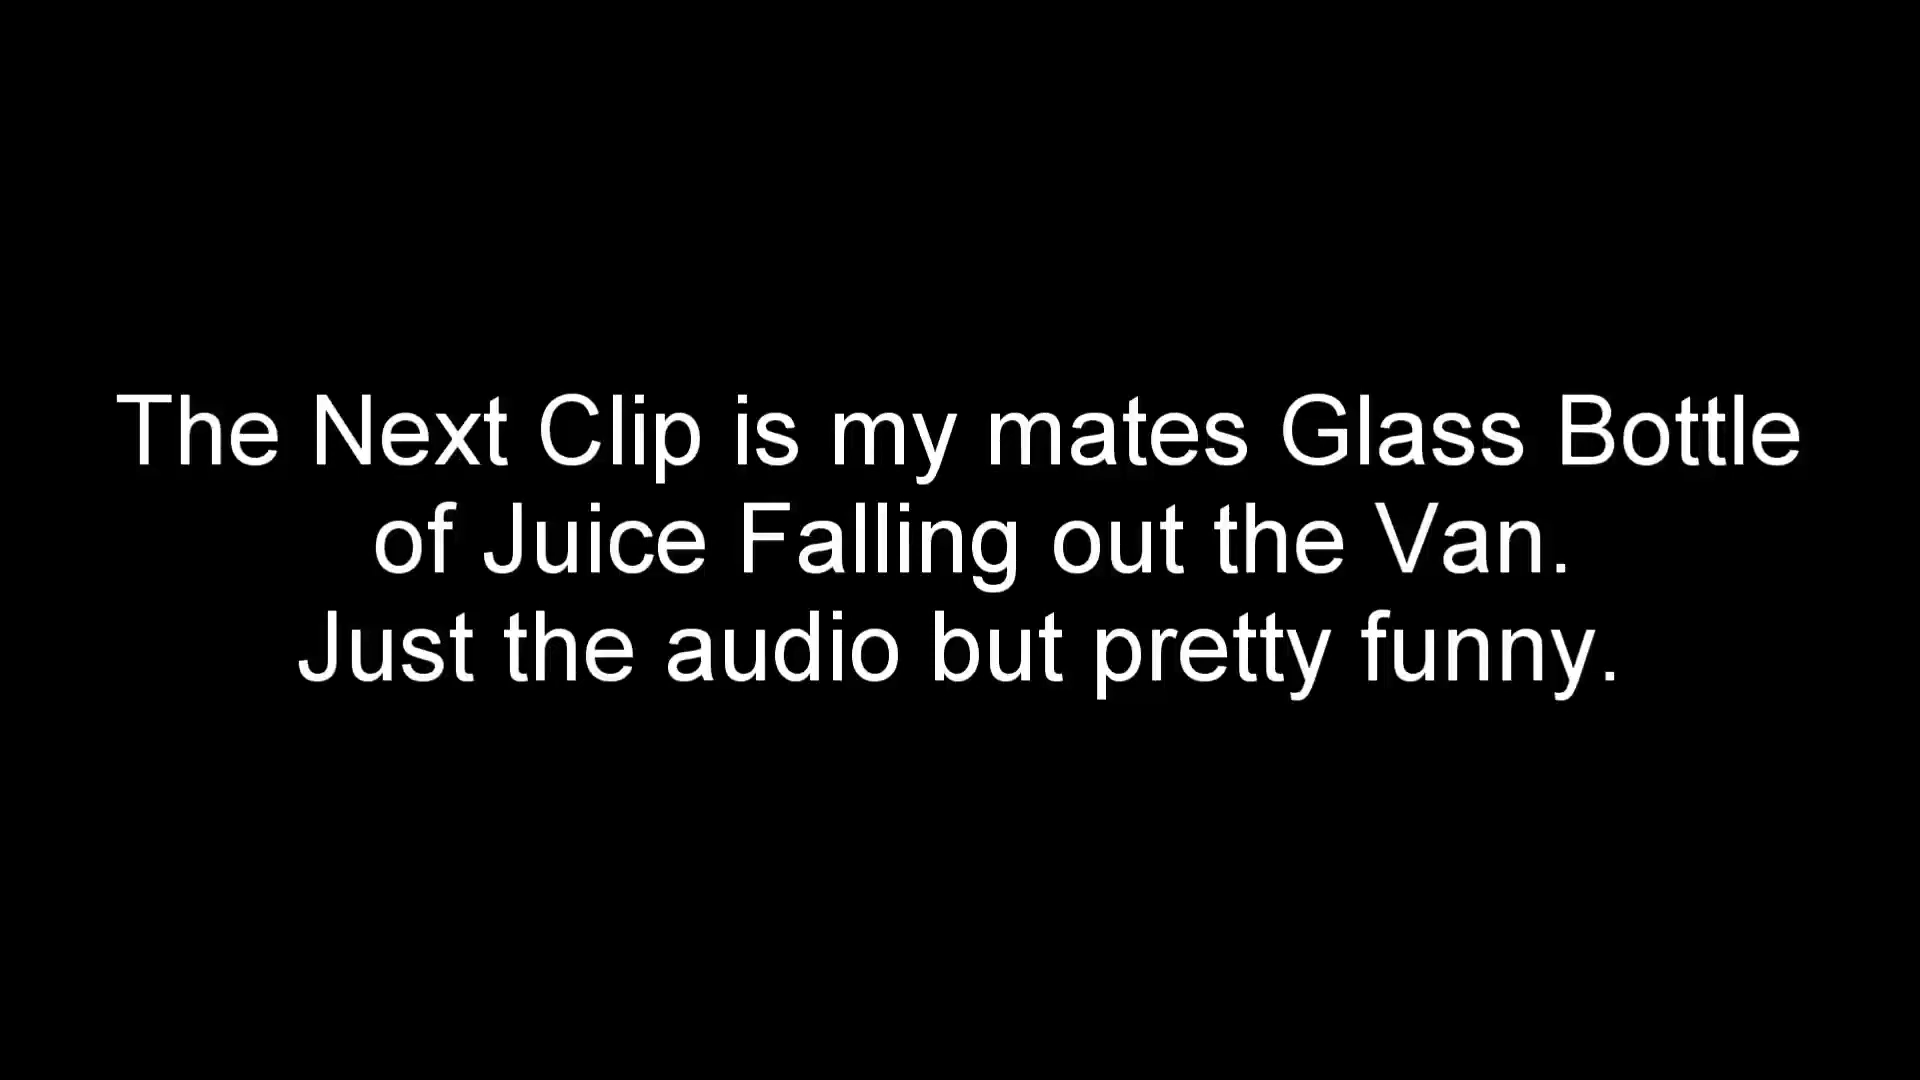 The Next Clip is my mates Glass Bottle
of Juice Falling out the Van.
Just the audio but pretty funny.